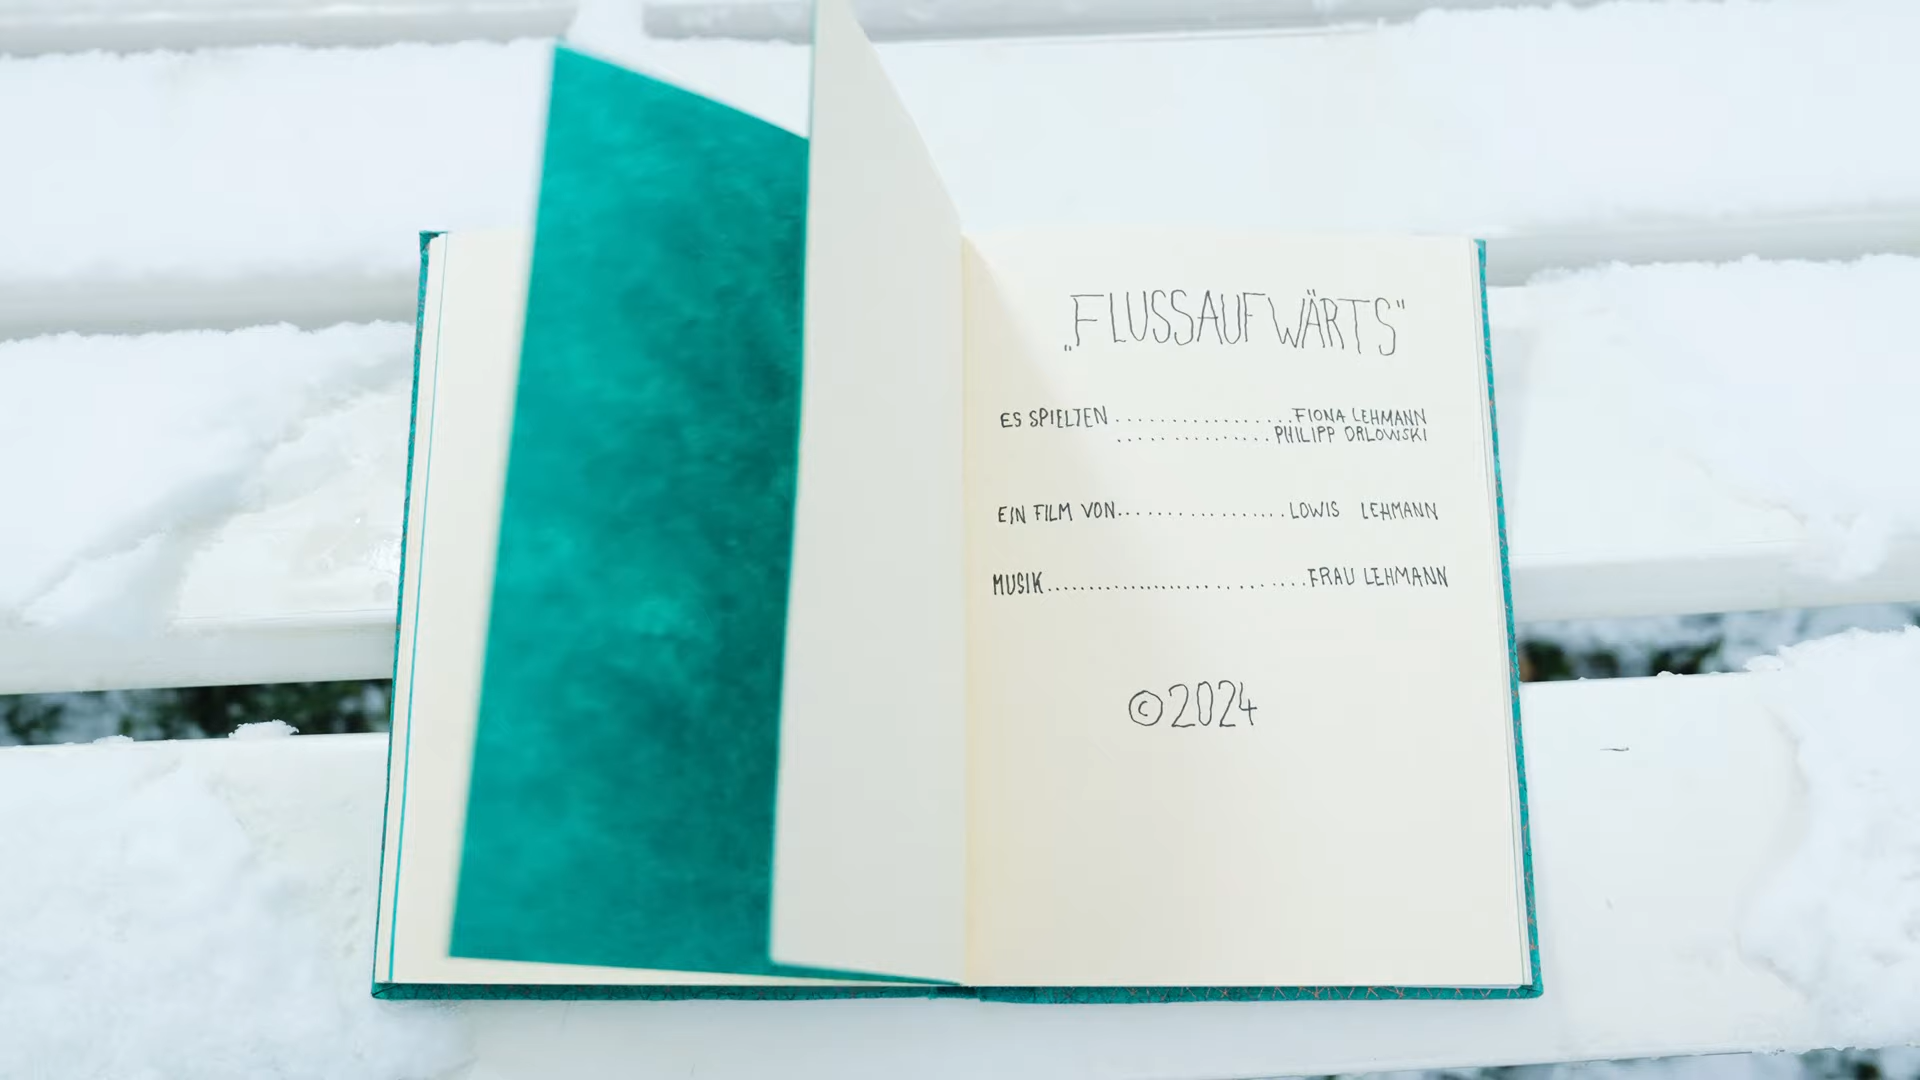 „FLUSSAUFWÄRTS“
ES SPIELTEN ................FIONA LEHMANN
..............PHILIPP ORLOWSKI
EIN FILM VON................LOWIS LEHMANN
MUSIK............................FRAU LEHMANN
©2024